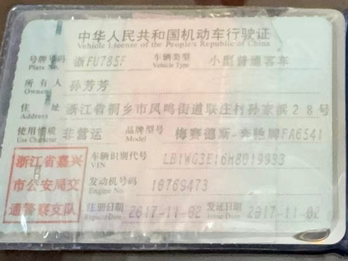 中华人民共和国机动车行驶证
Vehicle License of the People's Republic of China
号牌号码 浙FU785F 车辆类型 小型普通客车
Plate No. Vehicle Type
所有人 孙芳芳
Owner
住址 浙江省桐乡市凤鸣街道联庄村孙家浜28号
Address
使用性质 非营运 品牌型号 梅赛德斯-奔驰牌FA6541
Use Character Model
浙江省嘉兴 车辆识别代号 LB1WG3E16H8019933
VIN
市公安局交 发动机号码 18769473
Engine No.
通警察支队 注册日期 2017-11-02 发证日期 2017-11-02
Register Date Issue Date